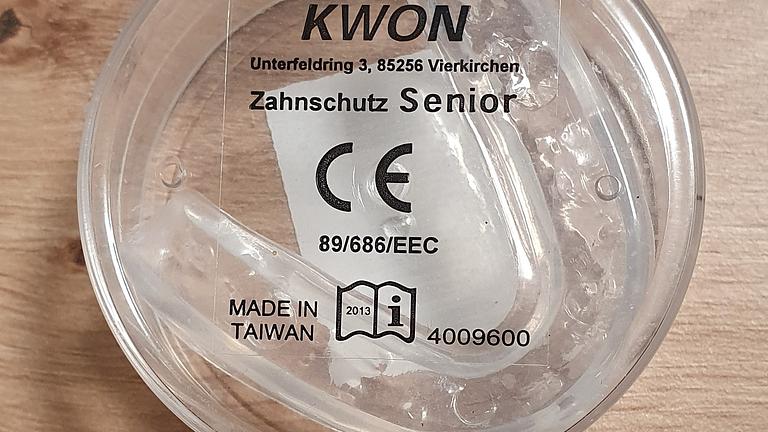 KWON
Unterfeldring 3, 85256 Vierkirchen
Zahnschutz Senior
CE
89/686/EEC
MADE IN
TAIWAN
2013 i
4009600